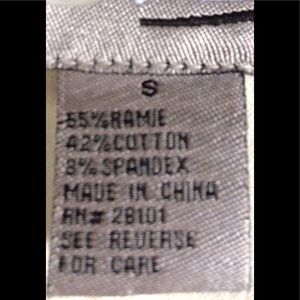 S
55%RAMIE
42%COTTON
3%SPANDEX
MADE IN CHINA
RN# 28101
SEE REVERSE
FOR CARE